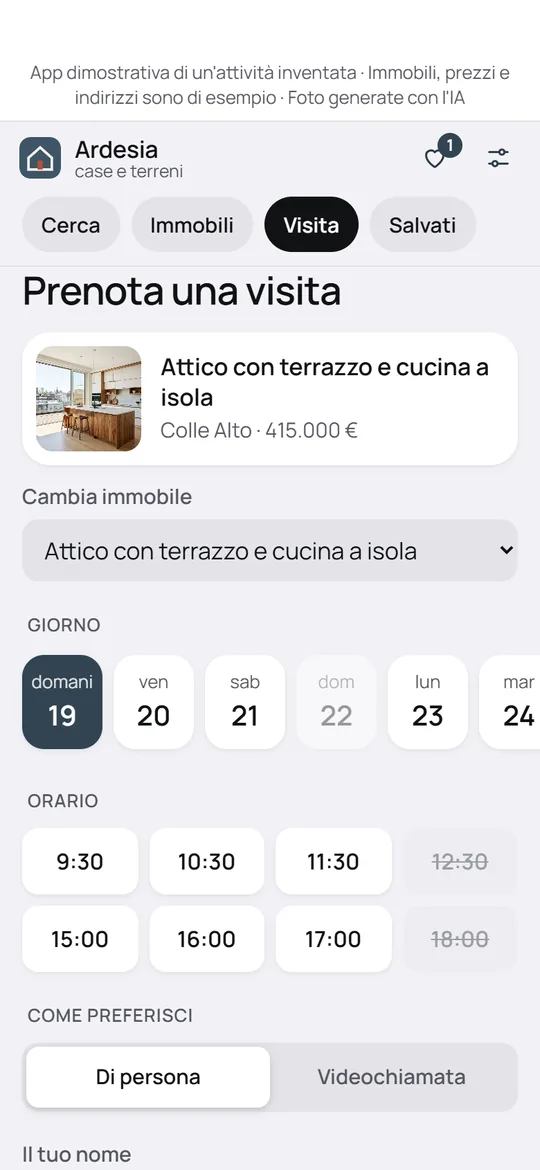 App dimostrativa di un'attività inventata · Immobili, prezzi e
indirizzi sono di esempio · Foto generate con l'IA
Ardesia
case e terreni
1
Cerca
Immobili
Visita
Salvati
Prenota una visita
Attico con terrazzo e cucina a
isola
Colle Alto · 415.000 €
Cambia immobile
Attico con terrazzo e cucina a isola
GIORNO
domani
19
ven
20
sab
21
dom
22
lun
23
mar
24
ORARIO
9:30
10:30
11:30
12:30
15:00
16:00
17:00
18:00
COME PREFERISCI
Di persona
Videochiamata
Il tuo nome